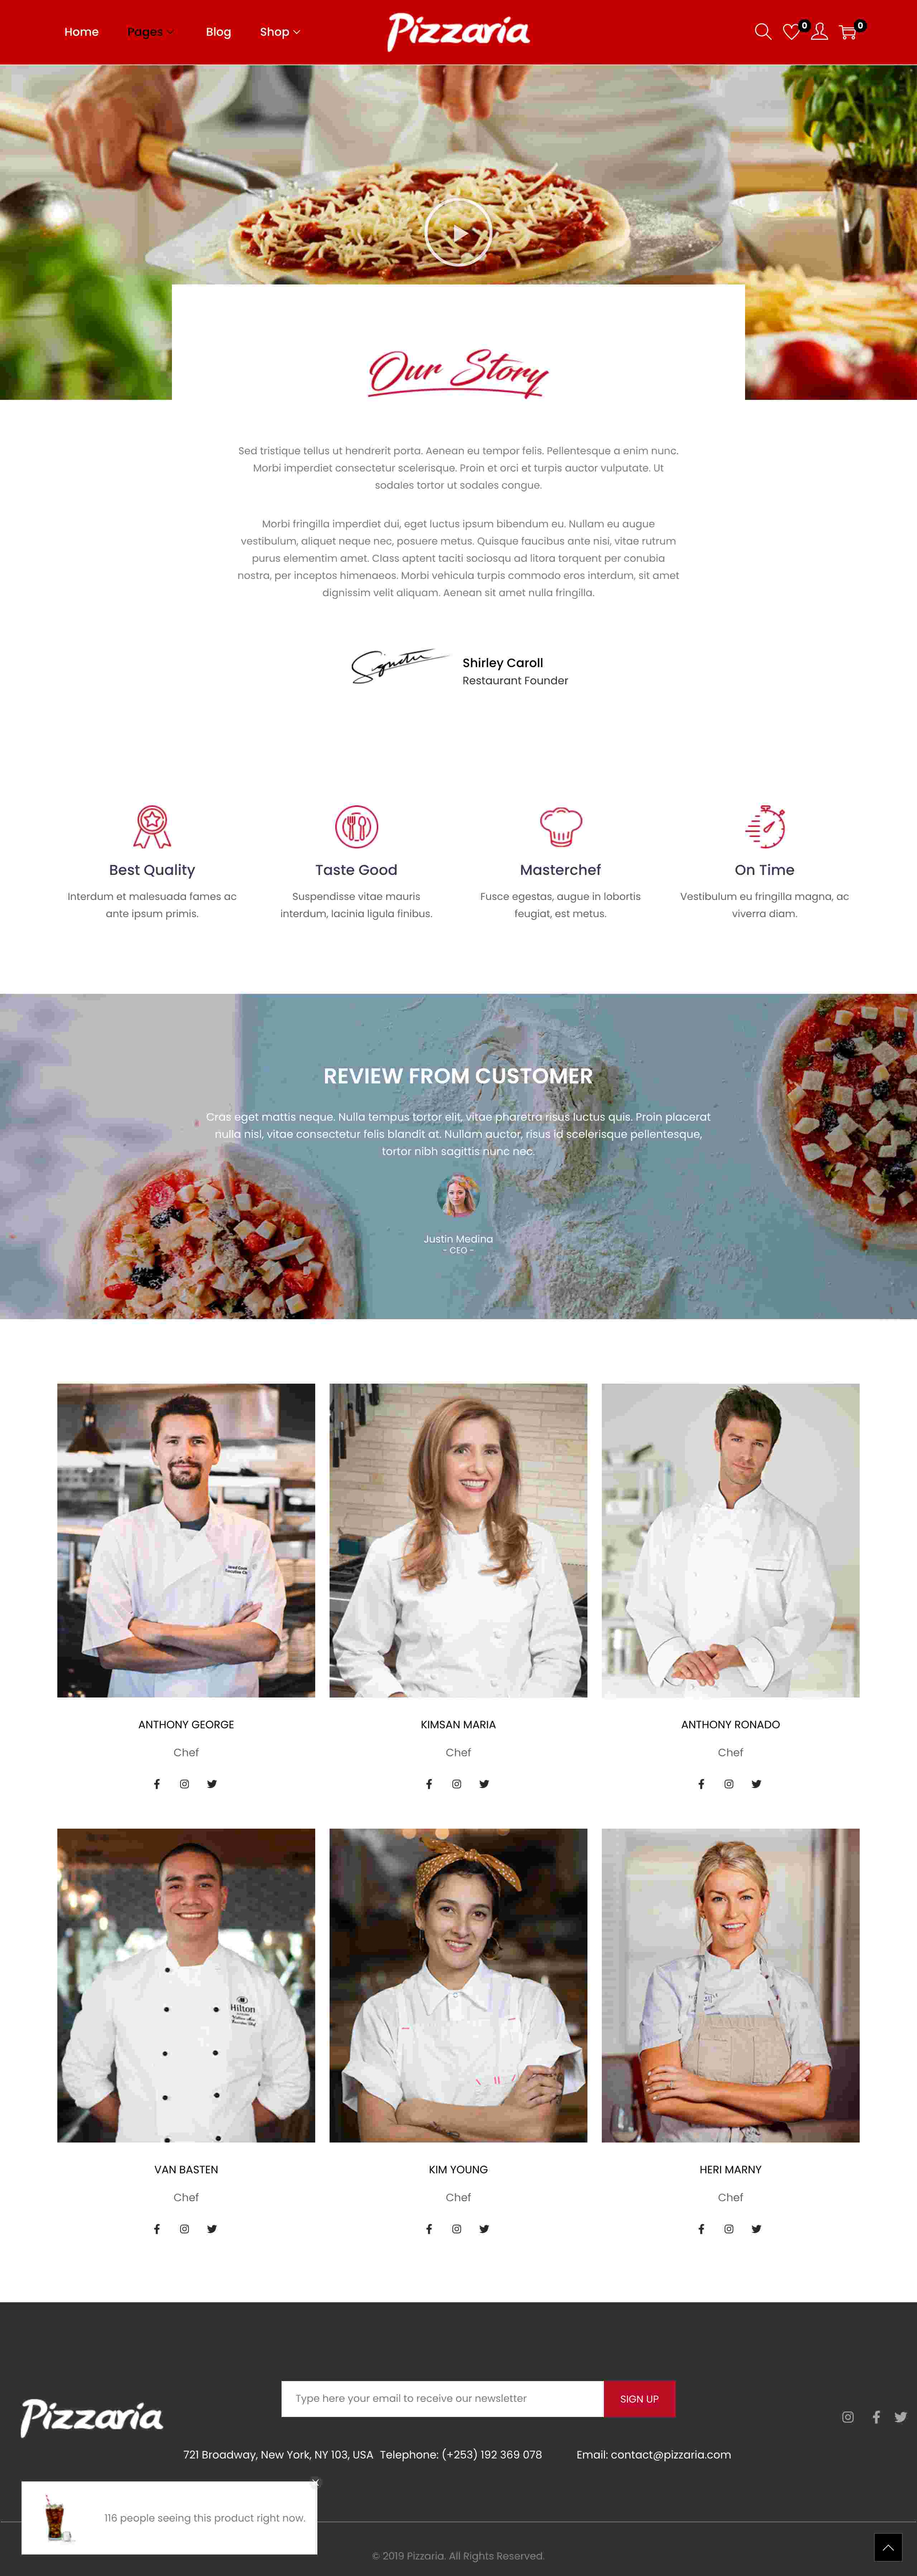 Home Pages Blog Shop Pizzaria 0 0
Our Story
Sed tristique tellus ut hendrerit porta. Aenean eu tempor felis. Pellentesque a enim nunc.
Morbi imperdiet consectetur scelerisque. Proin et orci et turpis auctor vulputate. Ut
sodales tortor ut sodales congue.
Morbi fringilla imperdiet dui, eget luctus ipsum bibendum eu. Nullam eu augue
vestibulum, aliquet neque nec, posuere metus. Quisque faucibus ante nisi, vitae rutrum
purus elementim amet. Class aptent taciti sociosqu ad litora torquent per conubia
nostra, per inceptos himenaeos. Morbi vehicula turpis commodo eros interdum, sit amet
dignissim velit aliquam. Aenean sit amet nulla fringilla.
Shirley Caroll
Restaurant Founder
Best Quality
Interdum et malesuada fames ac
ante ipsum primis.
Taste Good
Suspendisse vitae mauris
interdum, lacinia ligula finibus.
Masterchef
Fusce egestas, augue in lobortis
feugiat, est metus.
On Time
Vestibulum eu fringilla magna, ac
viverra diam.
REVIEW FROM CUSTOMER
Cras eget mattis neque. Nulla tempus tortor elit, vitae pharetra risus luctus quis. Proin placerat
nulla nisl, vitae consectetur felis blandit at. Nullam auctor, risus id scelerisque pellentesque,
tortor nibh sagittis nunc nec.
Justin Medina
- CEO -
ANTHONY GEORGE
Chef
KIMSAN MARIA
Chef
ANTHONY RONADO
Chef
Hilton
VAN BASTEN
Chef
KIM YOUNG
Chef
HERI MARNY
Chef
Pizzaria
Type here your email to receive our newsletter SIGN UP
721 Broadway, New York, NY 103, USA Telephone: (+253) 192 369 078 Email: contact@pizzaria.com
116 people seeing this product right now.
© 2019 Pizzaria. All Rights Reserved.